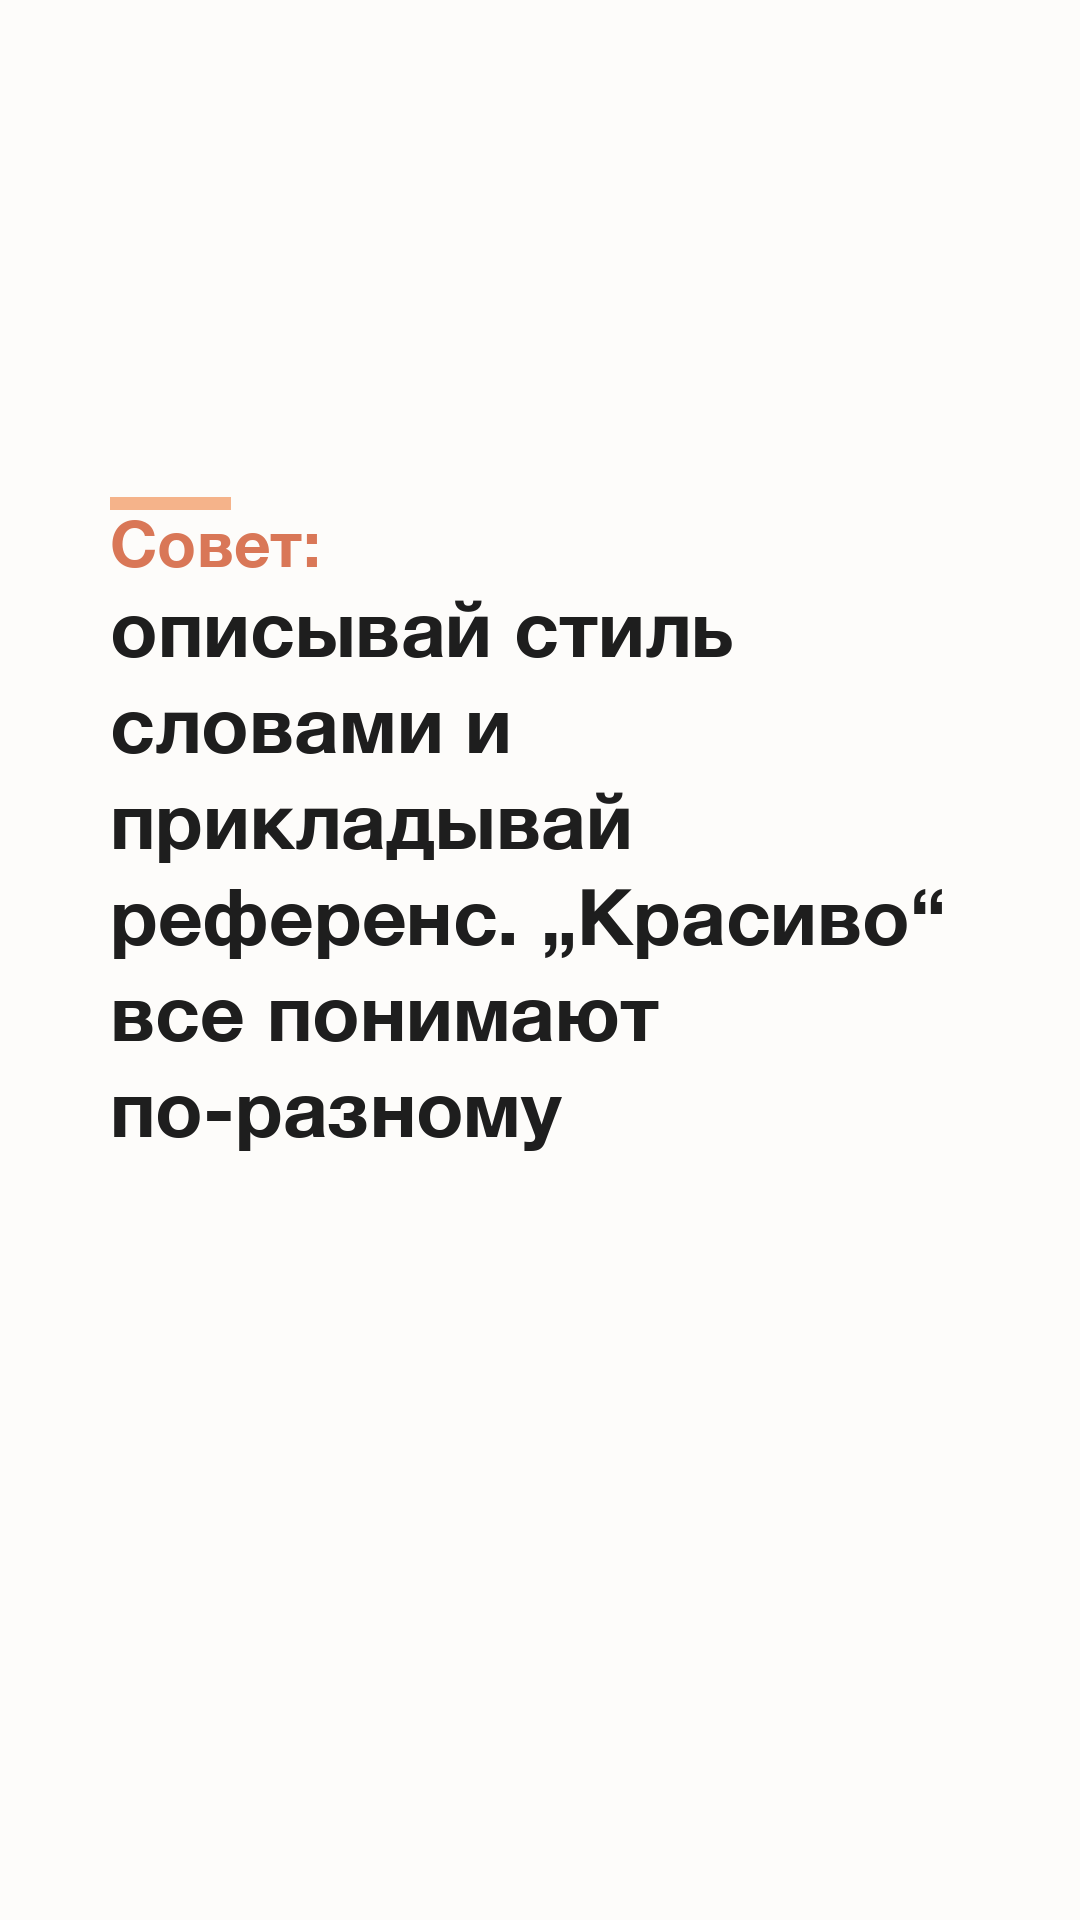 Совет:
описывай стиль
словами и
прикладывай
референс. „Красиво“
все понимают
по-разному